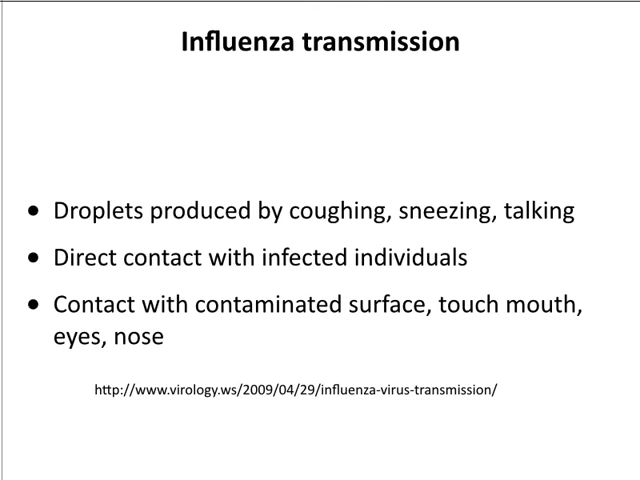 Influenza transmission
● Droplets produced by coughing, sneezing, talking
● Direct contact with infected individuals
● Contact with contaminated surface, touch mouth,
eyes, nose
http://www.virology.ws/2009/04/29/influenza-virus-transmission/